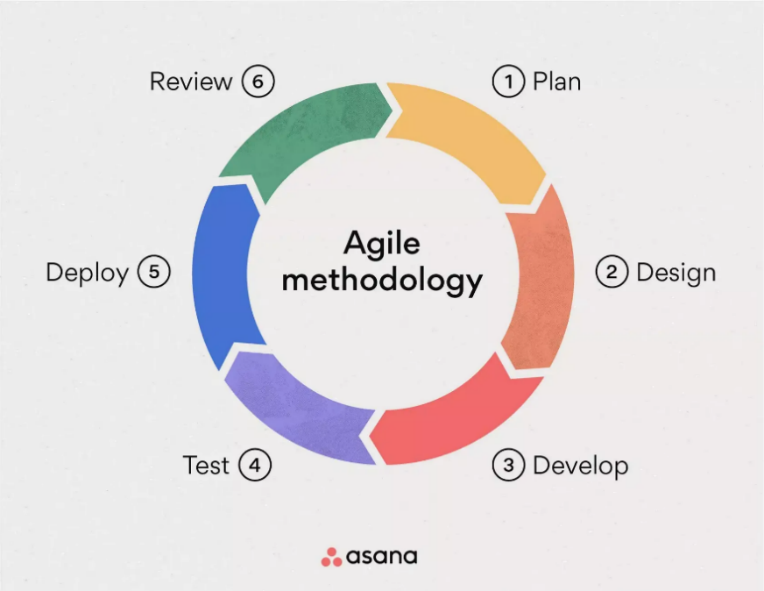 Agile
methodology
1 Plan
2 Design
3 Develop
4 Test
5 Deploy
6 Review
asana